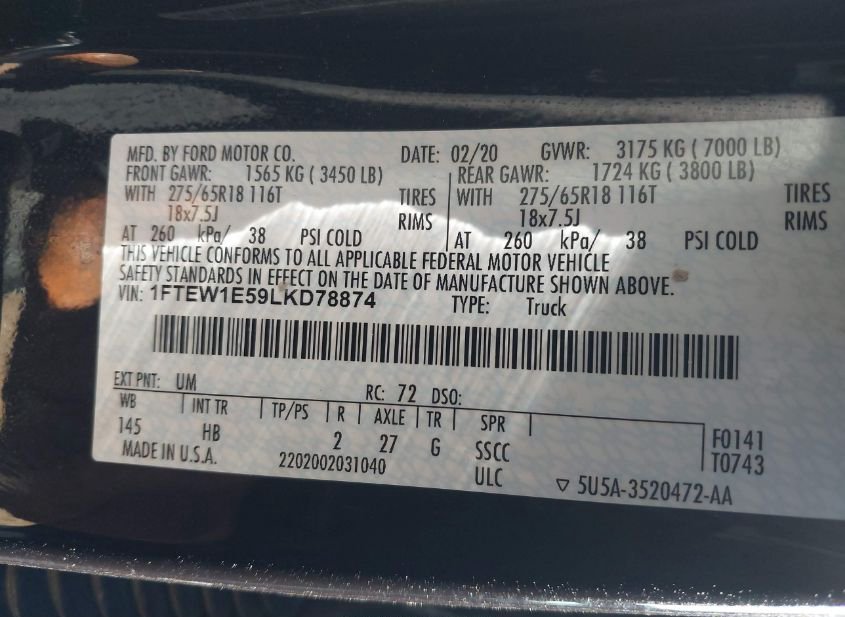 MFD. BY FORD MOTOR CO. DATE: 02/20 GVWR: 3175 KG ( 7000 LB)
FRONT GAWR: 1565 KG ( 3450 LB) REAR GAWR: 1724 KG ( 3800 LB)
WITH 275/65R18 116T TIRES WITH 275/65R18 116T TIRES
18x7.5J RIMS 18x7.5J RIMS
AT 260 kPa/ 38 PSI COLD AT 260 kPa/ 38 PSI COLD
THIS VEHICLE CONFORMS TO ALL APPLICABLE FEDERAL MOTOR VEHICLE
SAFETY STANDARDS IN EFFECT ON THE DATE OF MANUFACTURE SHOWN ABOVE.
VIN: 1FTEW1E59LKD78874 TYPE: Truck
EXT PNT: UM RC: 72 DSO:
WB INT TR TP/PS R AXLE TR SPR
145 HB 2 27 G SSCC F0141
MADE IN U.S.A. 2202002031040 ULC T0743
▽ 5U5A-3520472-AA